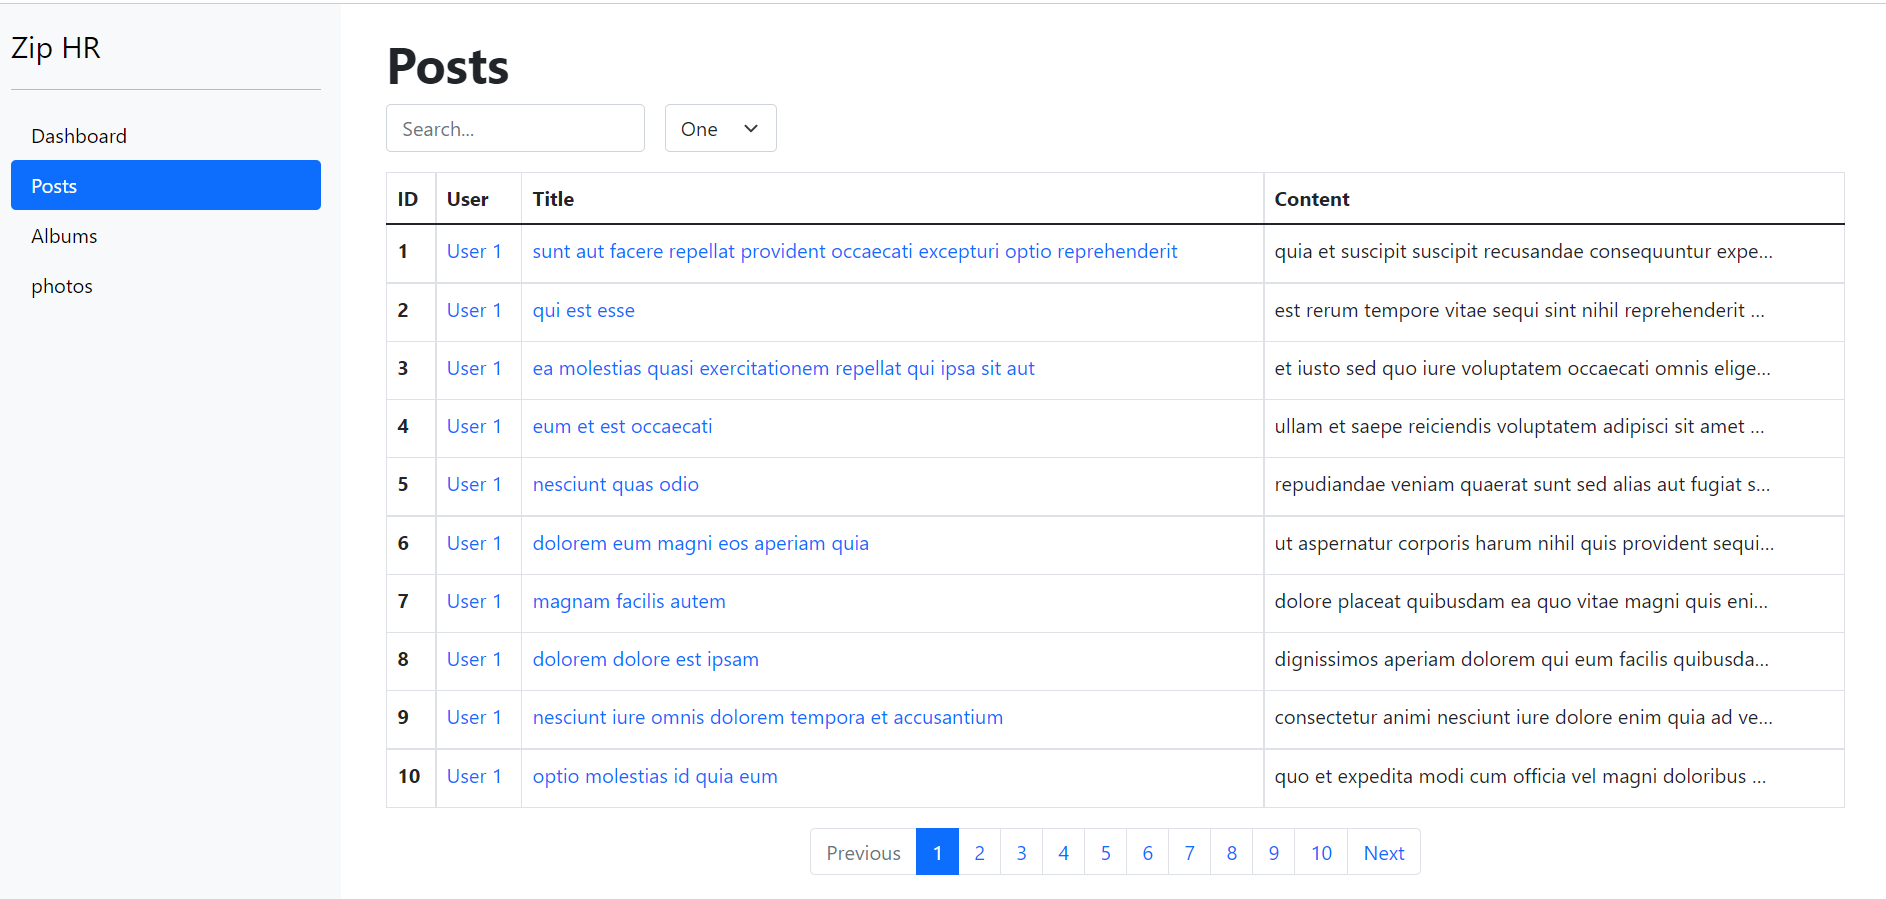 Zip HR
Dashboard
Posts
Albums
photos
Posts
Search...
One
ID User Title Content
1 User 1 sunt aut facere repellat provident occaecati excepturi optio reprehenderit quia et suscipit suscipit recusandae consequuntur expe...
2 User 1 qui est esse est rerum tempore vitae sequi sint nihil reprehenderit ...
3 User 1 ea molestias quasi exercitationem repellat qui ipsa sit aut et iusto sed quo iure voluptatem occaecati omnis elige...
4 User 1 eum et est occaecati ullam et saepe reiciendis voluptatem adipisci sit amet ...
5 User 1 nesciunt quas odio repudiandae veniam quaerat sunt sed alias aut fugiat s...
6 User 1 dolorem eum magni eos aperiam quia ut aspernatur corporis harum nihil quis provident sequi...
7 User 1 magnam facilis autem dolore placeat quibusdam ea quo vitae magni quis eni...
8 User 1 dolorem dolore est ipsam dignissimos aperiam dolorem qui eum facilis quibusda...
9 User 1 nesciunt iure omnis dolorem tempora et accusantium consectetur animi nesciunt iure dolore enim quia ad ve...
10 User 1 optio molestias id quia eum quo et expedita modi cum officia vel magni doloribus ...
Previous 1 2 3 4 5 6 7 8 9 10 Next